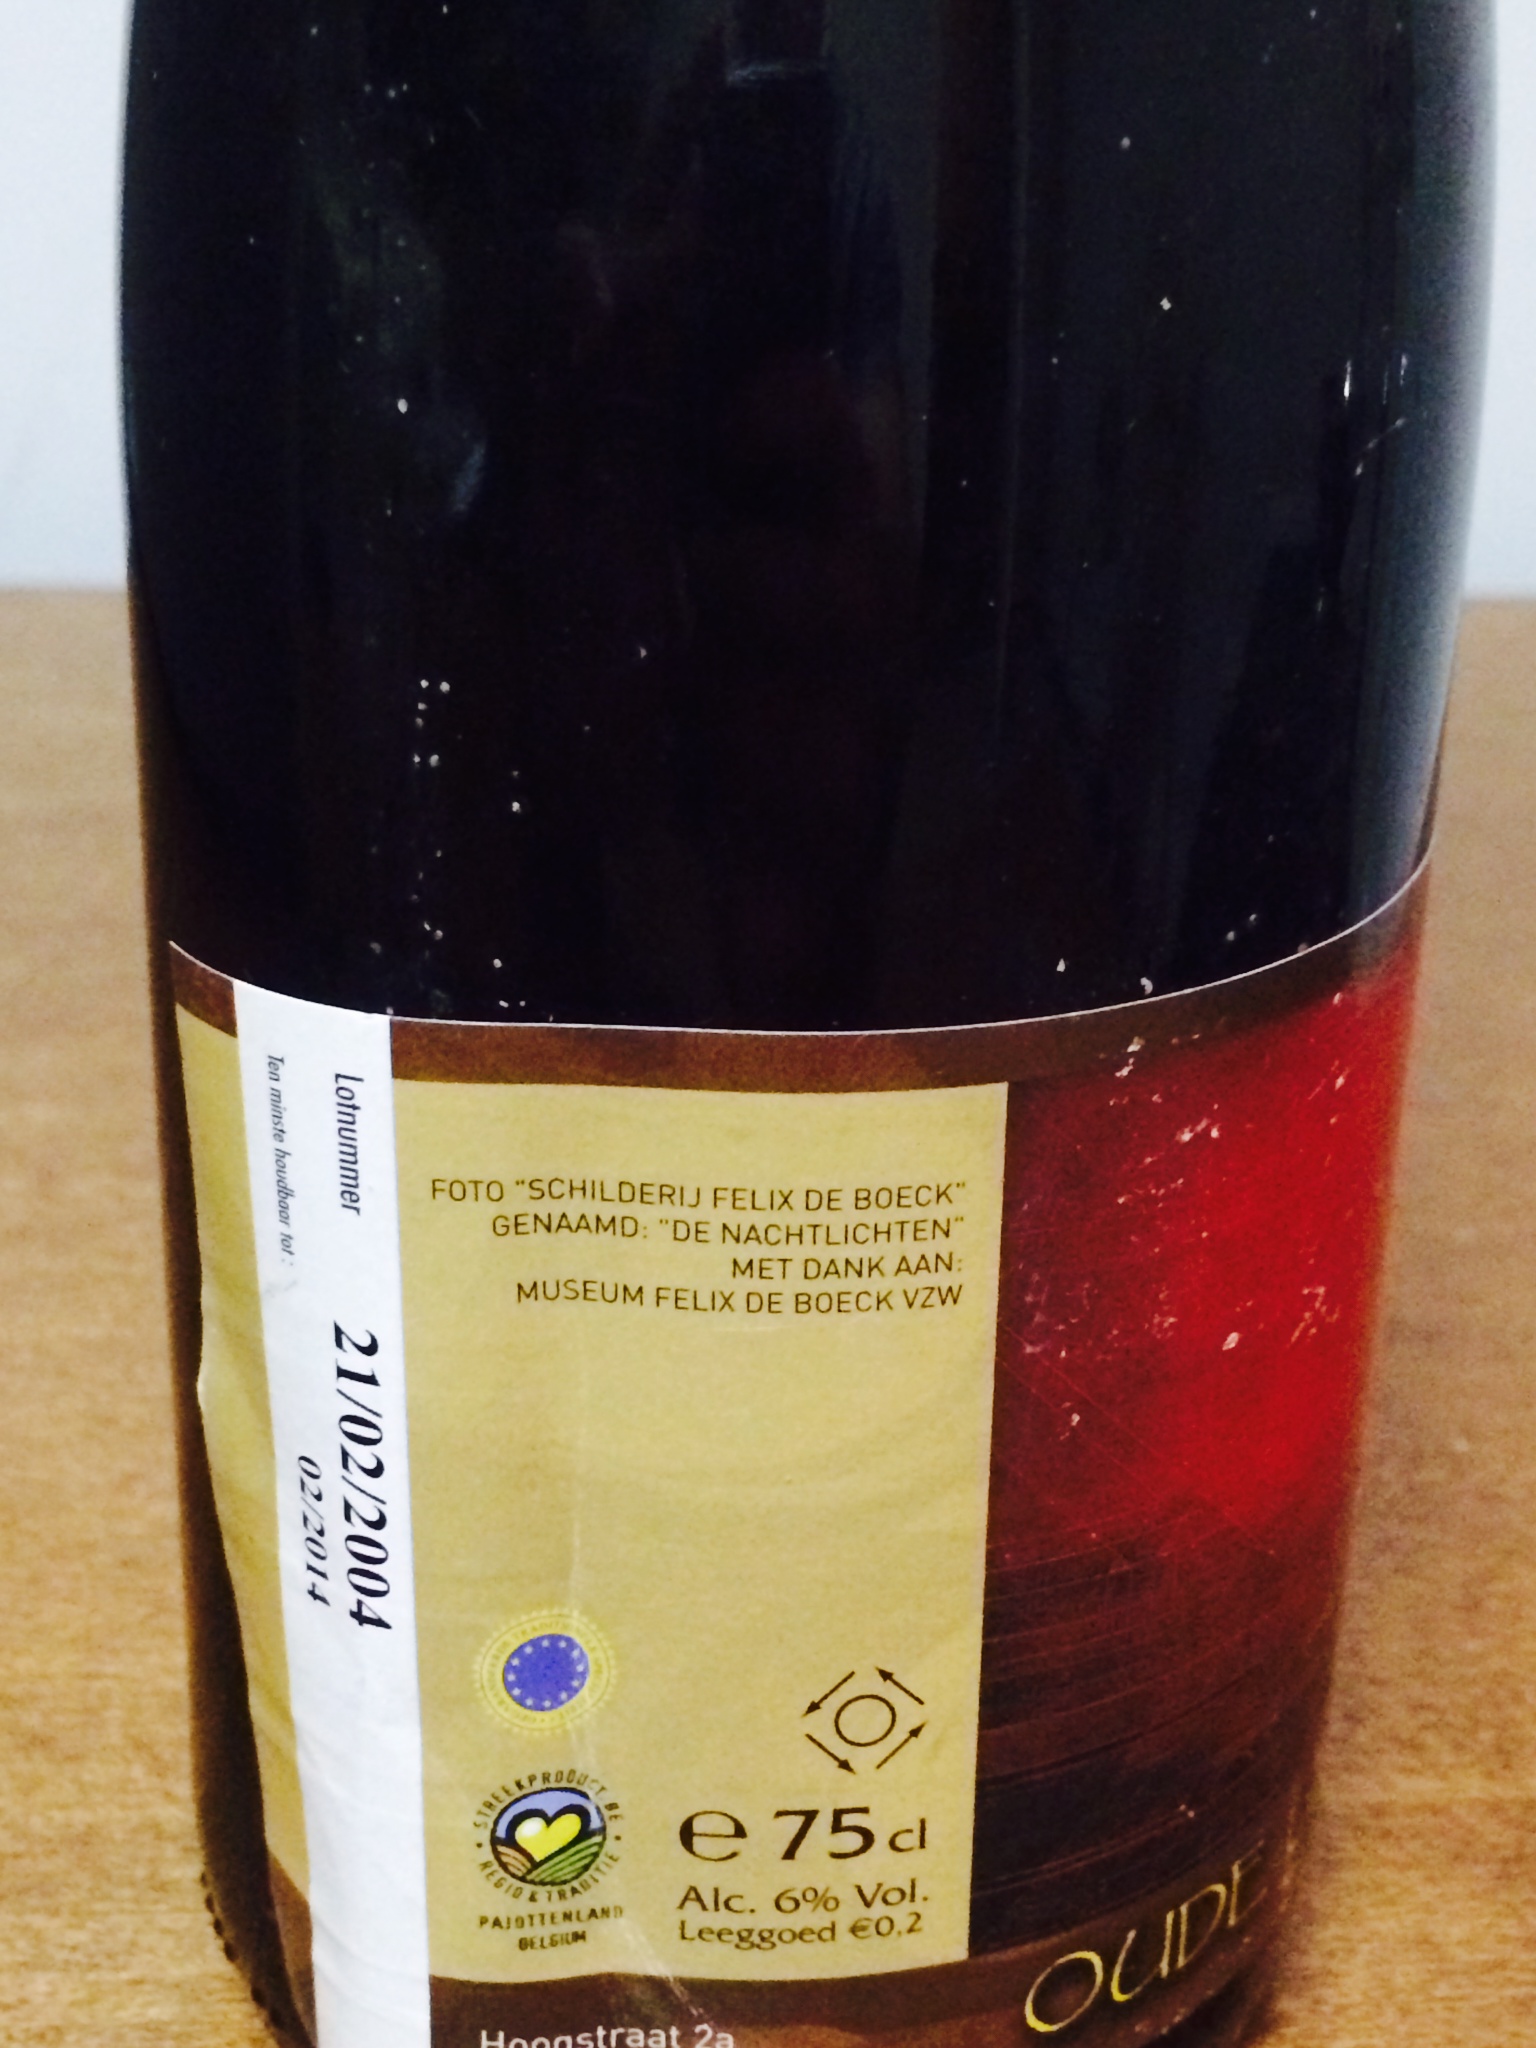 Lotnummer 21/02/2004
Ten minste houdbaar tot : 02/2014
FOTO "SCHILDERIJ FELIX DE BOECK"
GENAAMD: "DE NACHTLICHTEN"
MET DANK AAN:
MUSEUM FELIX DE BOECK VZW
STREEKPRODUCT.BE
REGIO & TRADITIE
PAJOTTENLAND
BELGIUM
e 75 cl
Alc. 6% Vol.
Leeggoed €0,2
OUDE
Hoogstraat 2a